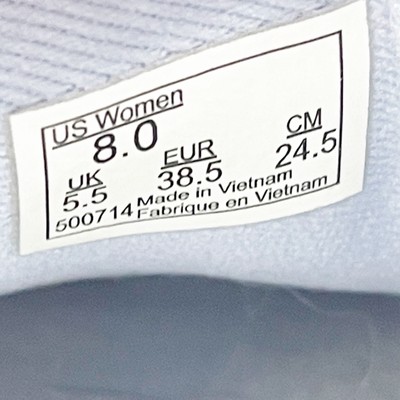 US Women
8.0
UK EUR CM
5.5 38.5 24.5
500714 Made in Vietnam
Fabrique en Vietnam